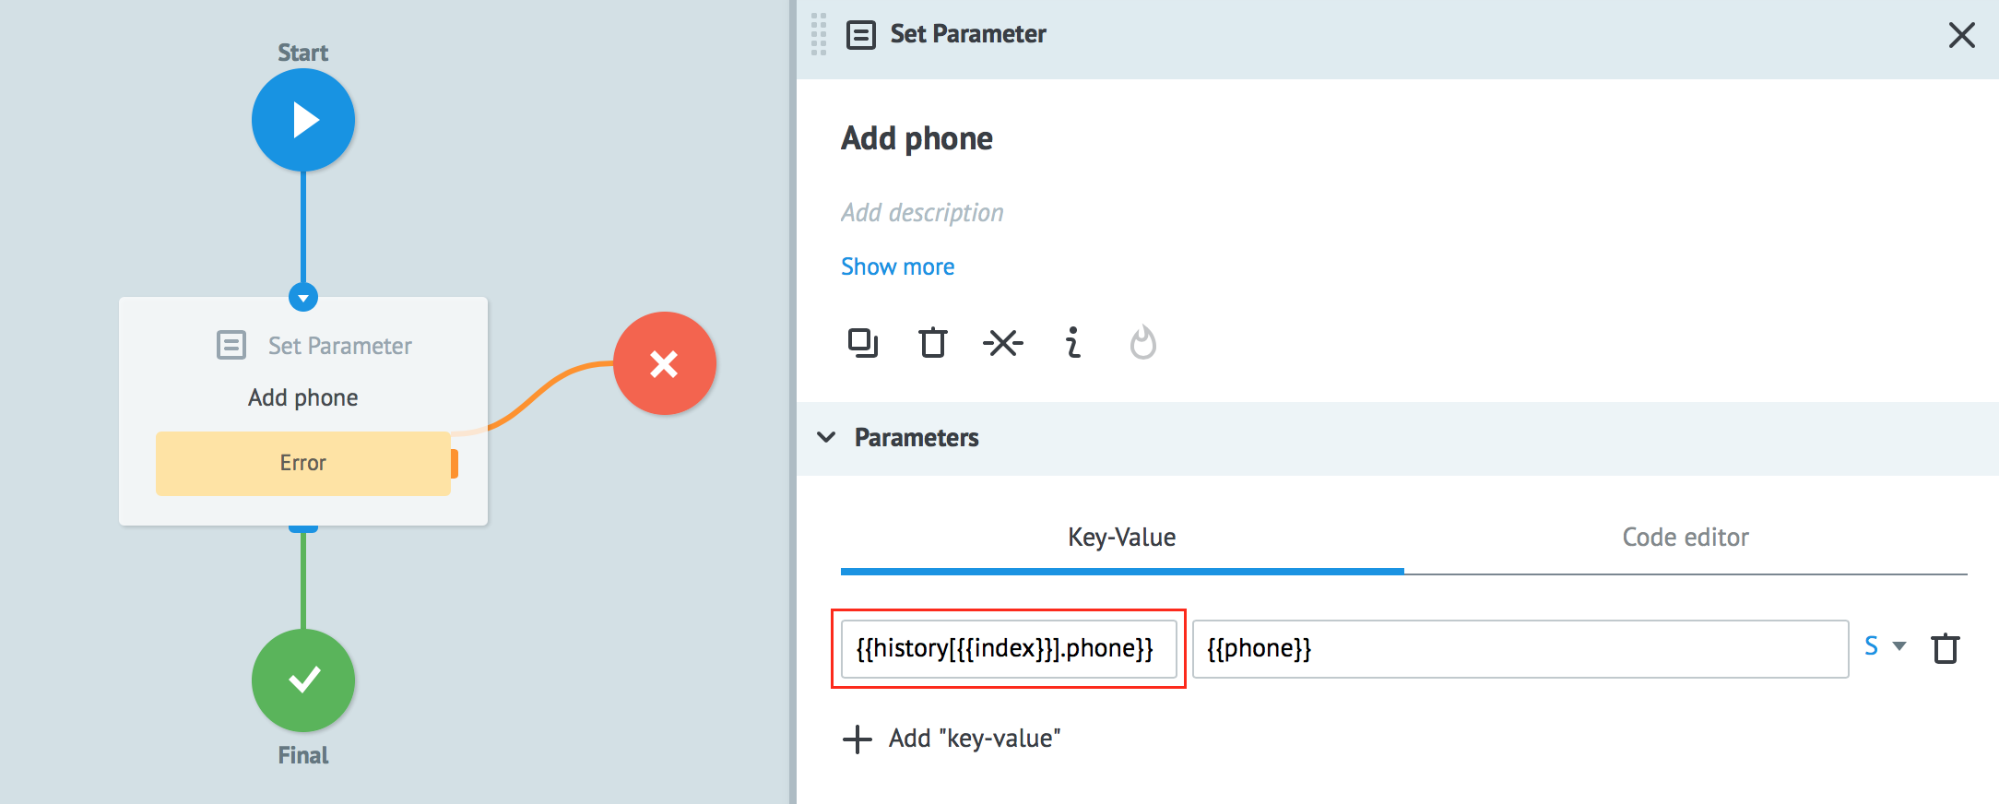 Start
Set Parameter
Add phone
Error
Final
Set Parameter
Add phone
Add description
Show more
Parameters
Key-Value
Code editor
{{history[{{index}}].phone}}
{{phone}}
S
Add "key-value"